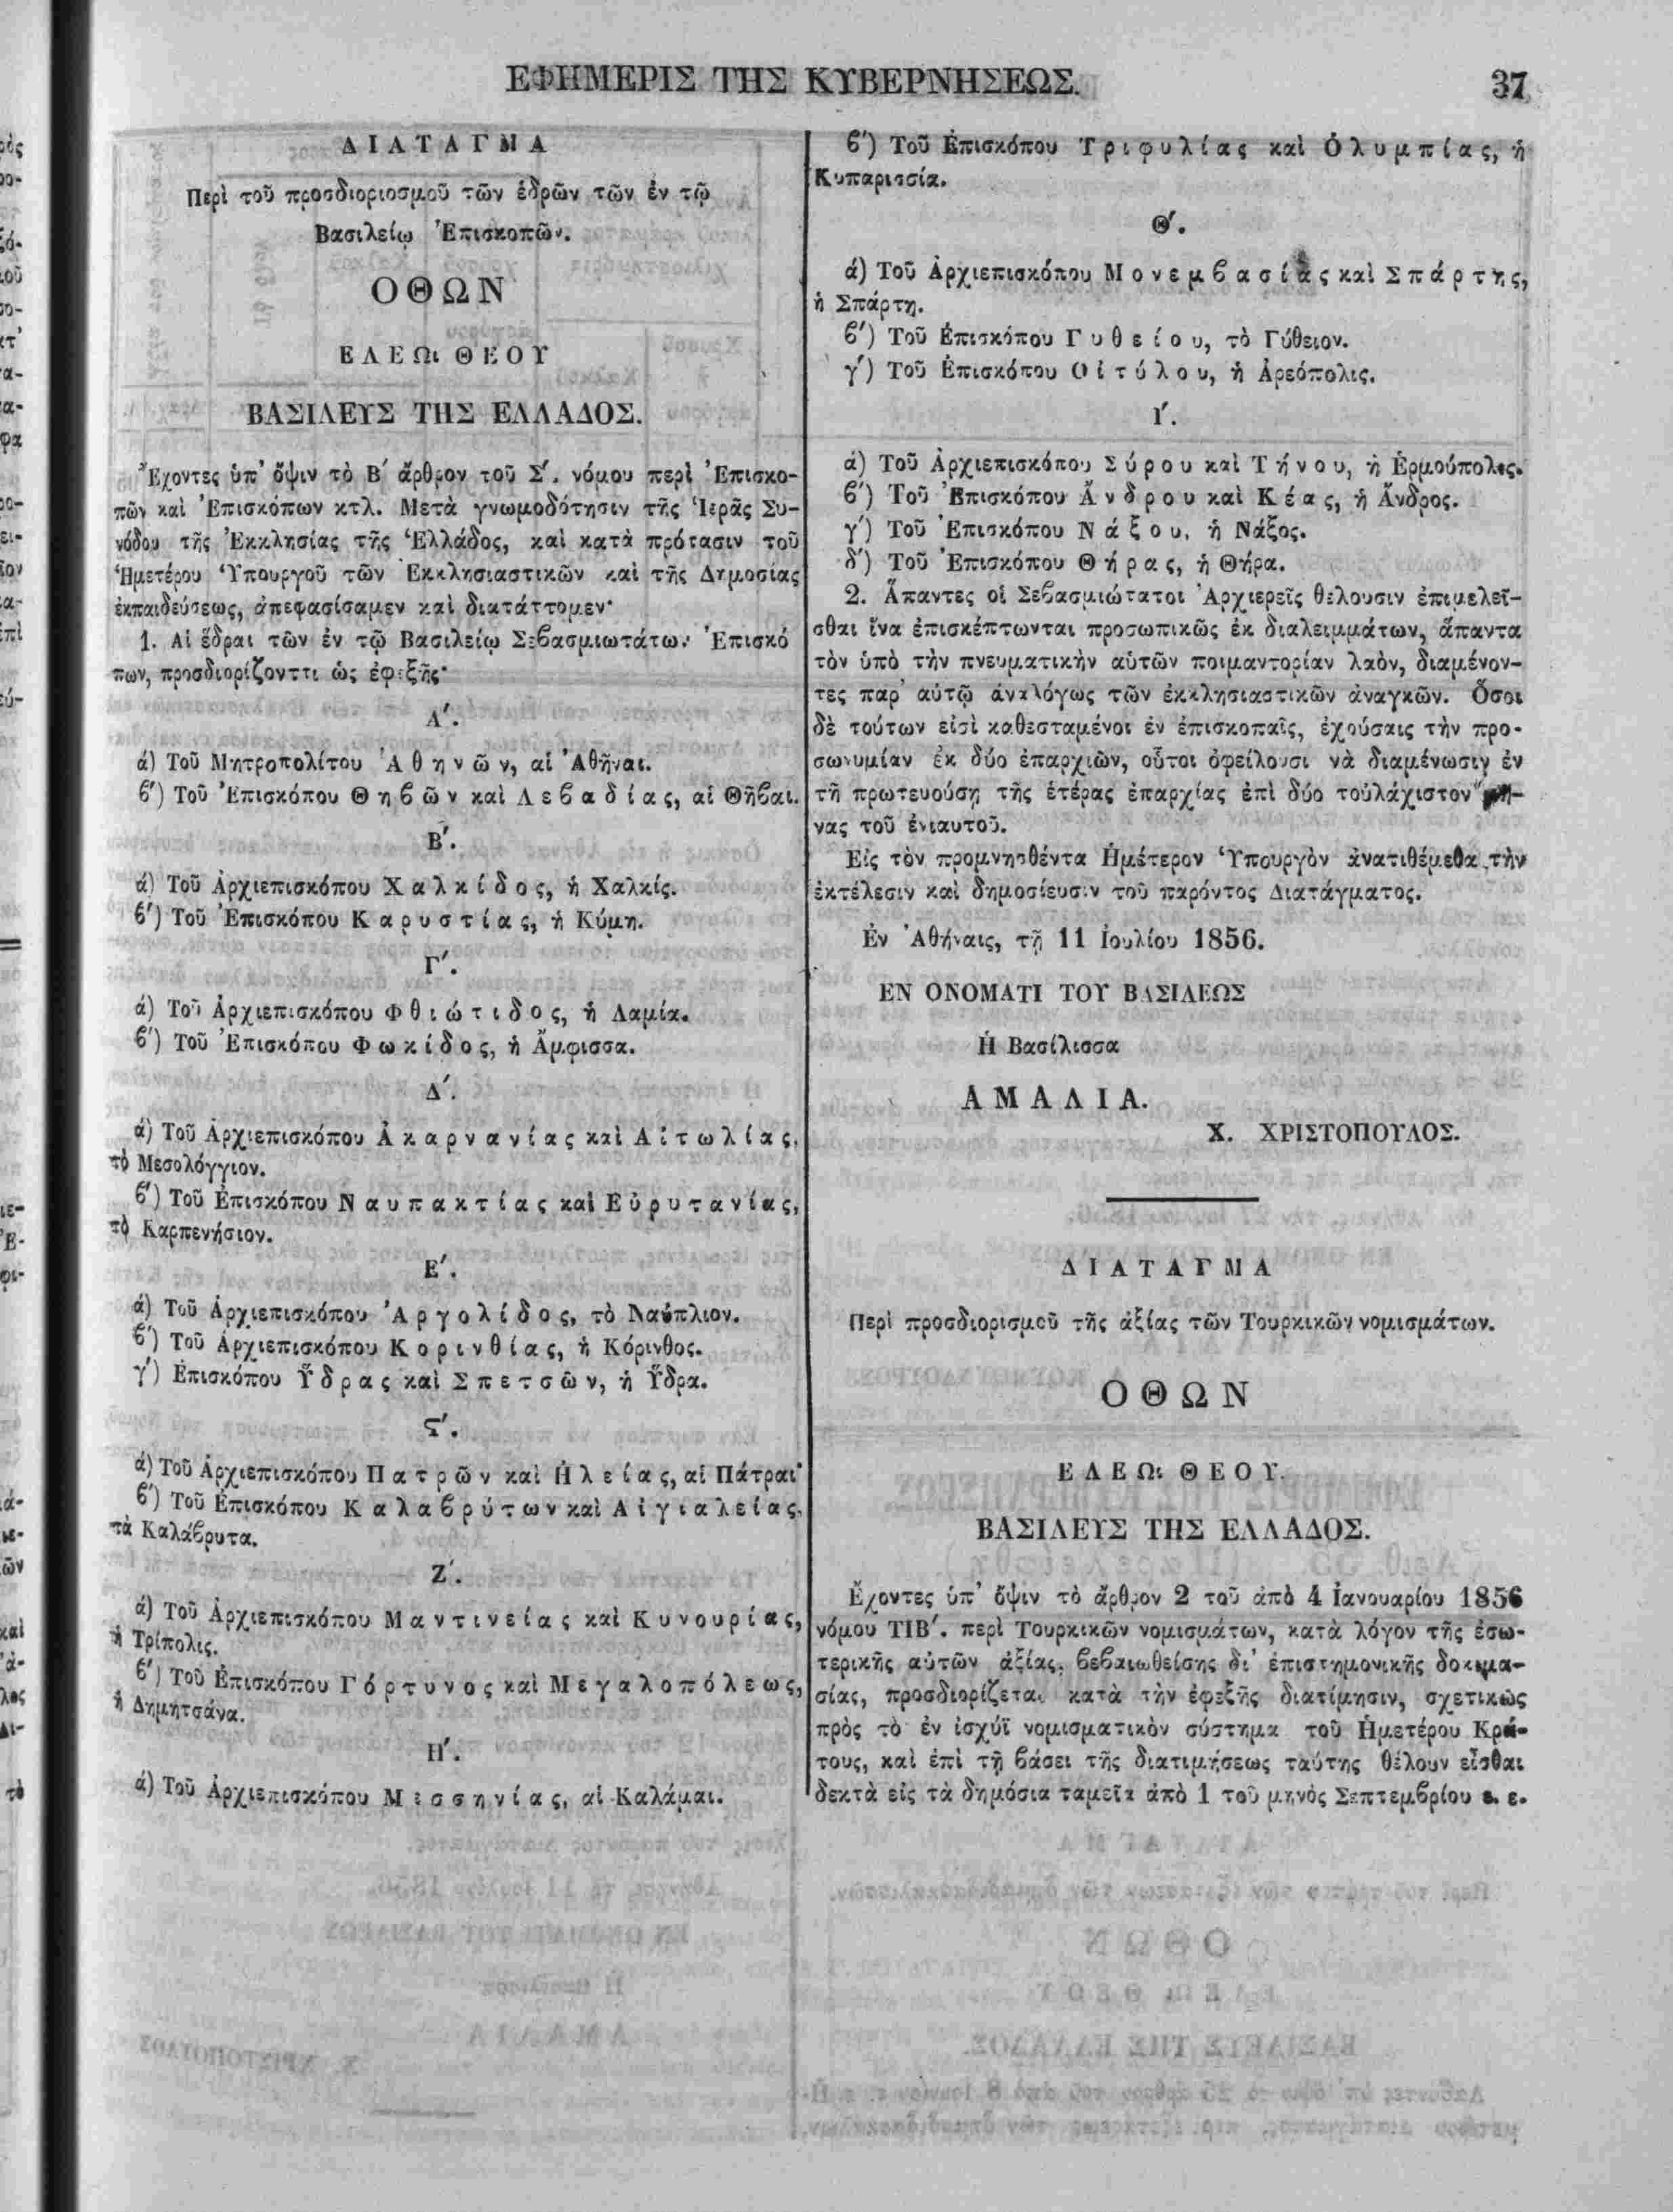 ΕΦΗΜΕΡΙΣ ΤΗΣ ΚΥΒΕΡΝΗΣΕΩΣ.
37
ΔΙΑΤΑΓΜΑ
Περὶ τοῦ προσδιοριοσμοῦ τῶν ἑδρῶν τῶν ἐν τῷ
Βασιλείῳ Ἐπισκοπῶν.
ΟΘΩΝ
ΕΛΕΩι ΘΕΟΥ
ΒΑΣΙΛΕΥΣ ΤΗΣ ΕΛΛΑΔΟΣ.
Ἔχοντες ὑπ' ὄψιν τὸ Β΄ ἄρθρον τοῦ Σ΄. νόμου περὶ Ἐπισκο-
πῶν καὶ Ἐπισκόπων κτλ. Μετὰ γνωμοδότησιν τῆς Ἱερᾶς Συ-
νόδου τῆς Ἐκκλησίας τῆς Ἑλλάδος, καὶ κατὰ πρότασιν τοῦ
Ἡμετέρου Ὑπουργοῦ τῶν Ἐκκλησιαστικῶν καὶ τῆς Δημοσίας
ἐκπαιδεύσεως, ἀπεφασίσαμεν καὶ διατάττομεν·
1. Αἱ ἕδραι τῶν ἐν τῷ Βασιλείῳ Σεβασμιωτάτων Ἐπισκό
πων, προσδιορίζονττι ὡς ἐφεξῆς·
Α΄.
ά) Τοῦ Μητροπολίτου Ἀθηνῶν, αἱ Ἀθῆναι.
β΄) Τοῦ Ἐπισκόπου Θηβῶν καὶ Λεβαδίας, αἱ Θῆβαι.
Β΄.
ά) Τοῦ Ἀρχιεπισκόπου Χαλκίδος, ἡ Χαλκίς.
β΄) Τοῦ Ἐπισκόπου Καρυστίας, ἡ Κύμη.
Γ΄.
ά) Τοῦ Ἀρχιεπισκόπου Φθιώτιδος, ἡ Λαμία.
β΄) Τοῦ Ἐπισκόπου Φωκίδος, ἡ Ἄμφισσα.
Δ΄.
ά) Τοῦ Ἀρχιεπισκόπου Ἀκαρνανίας καὶ Αἰτωλίας,
τὸ Μεσολόγγιον.
β΄) Τοῦ Ἐπισκόπου Ναυπακτίας καὶ Εὐρυτανίας,
τὸ Καρπενήσιον.
Ε΄.
ά) Τοῦ Ἀρχιεπισκόπου Ἀργολίδος, τὸ Ναύπλιον.
β΄) Τοῦ Ἀρχιεπισκόπου Κορινθίας, ἡ Κόρινθος.
γ΄) Ἐπισκόπου Ὕδρας καὶ Σπετσῶν, ἡ Ὕδρα.
ς΄.
ά) Τοῦ Ἀρχιεπισκόπου Πατρῶν καὶ Ἠλείας, αἱ Πάτραι·
β΄) Τοῦ Ἐπισκόπου Καλαβρύτων καὶ Αἰγιαλείας,
τὰ Καλάβρυτα.
Ζ΄.
ά) Τοῦ Ἀρχιεπισκόπου Μαντινείας καὶ Κυνουρίας,
ἡ Τρίπολις.
β΄) Τοῦ Ἐπισκόπου Γόρτυνος καὶ Μεγαλοπόλεως,
ἡ Δημητσάνα.
Η΄.
ά) Τοῦ Ἀρχιεπισκόπου Μεσσηνίας, αἱ Καλάμαι.
β΄) Τοῦ Ἐπισκόπου Τριφυλίας καὶ Ὀλυμπίας, ἡ
Κυπαρισσία.
Θ΄.
ά) Τοῦ Ἀρχιεπισκόπου Μονεμβασίας καὶ Σπάρτης,
ἡ Σπάρτη.
β΄) Τοῦ Ἐπισκόπου Γυθείου, τὸ Γύθειον.
γ΄) Τοῦ Ἐπισκόπου Οἰτύλου, ἡ Ἀρεόπολις.
Ι΄.
ά) Τοῦ Ἀρχιεπισκόπου Σύρου καὶ Τήνου, ἡ Ἑρμούπολις.
β΄) Τοῦ Ἐπισκόπου Ἄνδρου καὶ Κέας, ἡ Ἄνδρος.
γ΄) Τοῦ Ἐπισκόπου Νάξου, ἡ Νάξος.
δ΄) Τοῦ Ἐπισκόπου Θήρας, ἡ Θήρα.
2. Ἅπαντες οἱ Σεβασμιώτατοι Ἀρχιερεῖς θέλουσιν ἐπιμελεῖ-
σθαι ἵνα ἐπισκέπτωνται προσωπικῶς ἐκ διαλειμμάτων, ἅπαντα
τὸν ὑπὸ τὴν πνευματικὴν αὑτῶν ποιμαντορίαν λαὸν, διαμένον-
τες παρ' αὐτῷ ἀναλόγως τῶν ἐκκλησιαστικῶν ἀναγκῶν. Ὅσοι
δὲ τούτων εἰσὶ καθεσταμένοι ἐν ἐπισκοπαῖς, ἐχούσαις τὴν προ-
σωνυμίαν ἐκ δύο ἐπαρχιῶν, οὗτοι ὀφείλουσι νὰ διαμένωσιν ἐν
τῇ πρωτευούσῃ τῆς ἑτέρας ἐπαρχίας ἐπὶ δύο τοὐλάχιστον μῆ-
νας τοῦ ἐνιαυτοῦ.
Εἰς τὸν προμνησθέντα Ἡμέτερον Ὑπουργὸν ἀνατιθέμεθα τὴν
ἐκτέλεσιν καὶ δημοσίευσιν τοῦ παρόντος Διατάγματος.
Ἐν Ἀθήναις, τῇ 11 Ἰουλίου 1856.
ΕΝ ΟΝΟΜΑΤΙ ΤΟΥ ΒΑΣΙΛΕΩΣ
Ἡ Βασίλισσα
ΑΜΑΛΙΑ.
Χ. ΧΡΙΣΤΟΠΟΥΛΟΣ.
ΔΙΑΤΑΓΜΑ
Περὶ προσδιορισμοῦ τῆς ἀξίας τῶν Τουρκικῶν νομισμάτων.
ΟΘΩΝ
ΕΛΕΩι ΘΕΟΥ.
ΒΑΣΙΛΕΥΣ ΤΗΣ ΕΛΛΑΔΟΣ.
Ἔχοντες ὑπ' ὄψιν τὸ ἄρθρον 2 τοῦ ἀπὸ 4 Ἰανουαρίου 1856
νόμου ΤΙΒ΄. περὶ Τουρκικῶν νομισμάτων, κατὰ λόγον τῆς ἐσω-
τερικῆς αὐτῶν ἀξίας, βεβαιωθείσης δι' ἐπιστημονικῆς δοκιμα-
σίας, προσδιορίζεται κατὰ τὴν ἐφεξῆς διατίμησιν, σχετικῶς
πρὸς τὸ ἐν ἰσχύϊ νομισματικὸν σύστημα τοῦ Ἡμετέρου Κρά-
τους, καὶ ἐπὶ τῇ βάσει τῆς διατιμήσεως ταύτης θέλουν εἶσθαι
δεκτὰ εἰς τὰ δημόσια ταμεῖα ἀπὸ 1 τοῦ μηνὸς Σεπτεμβρίου ε. ε.